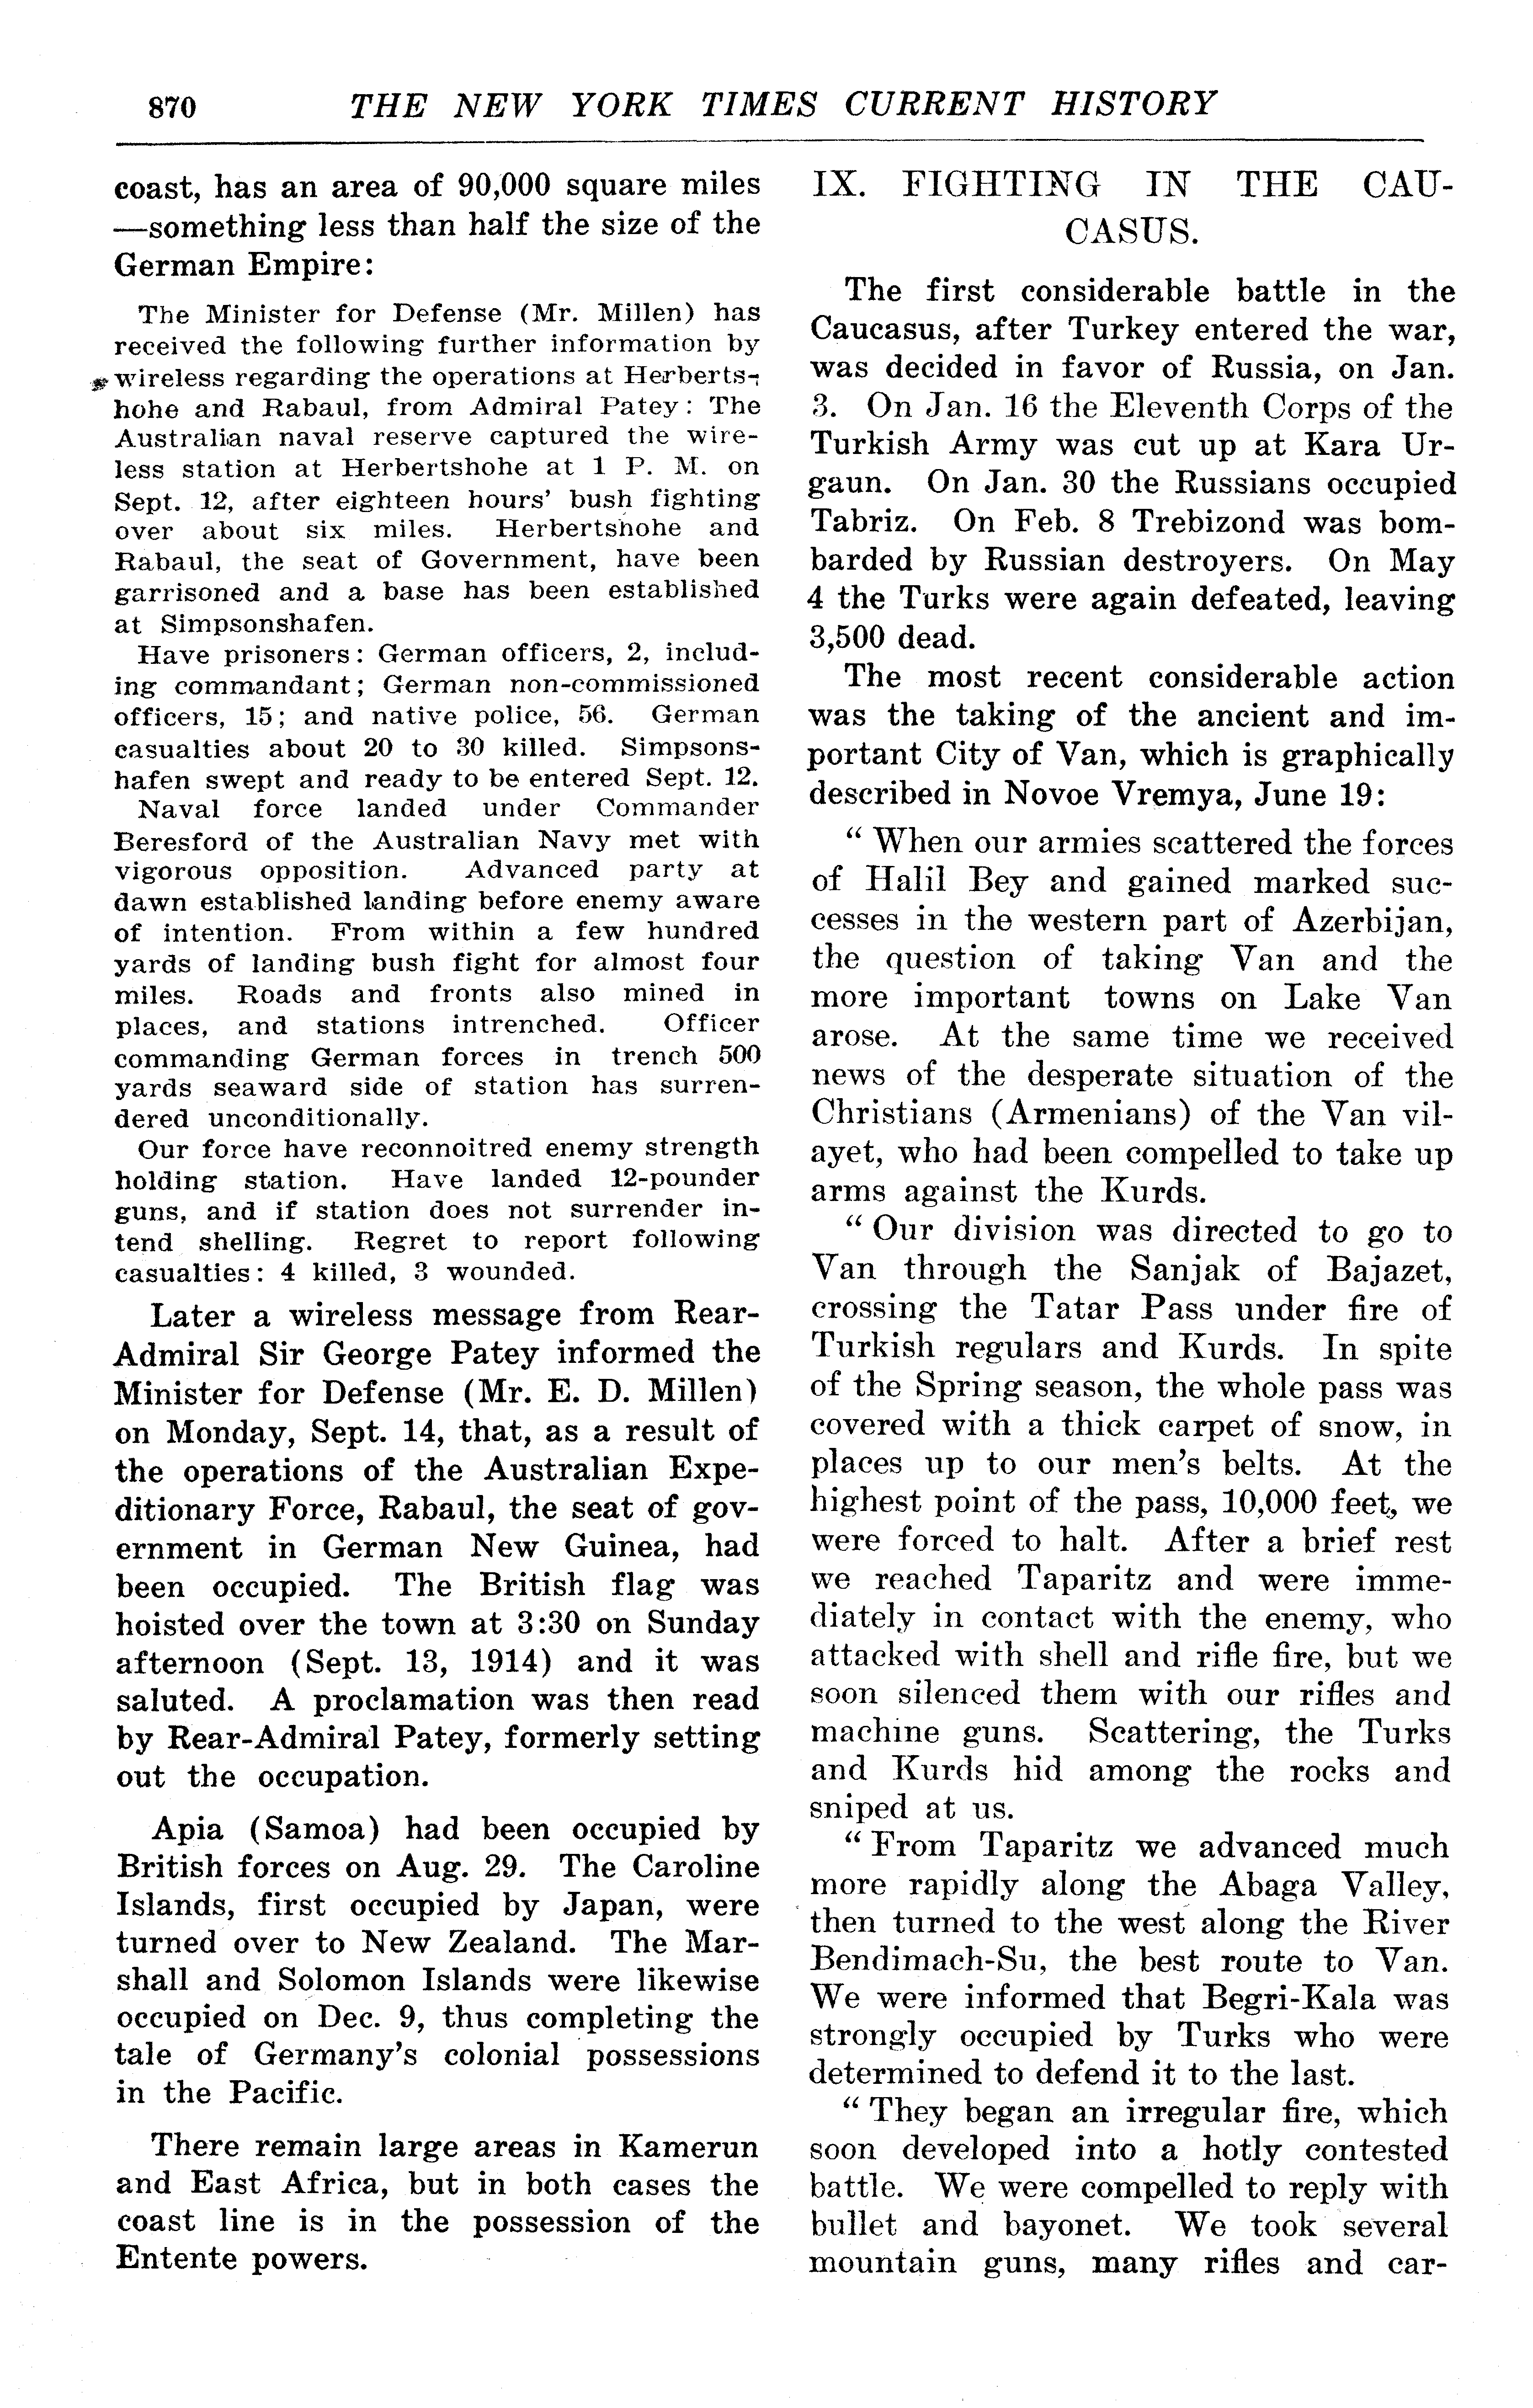 870 THE NEW YORK TIMES CURRENT HISTORY
coast, has an area of 90,000 square miles
—something less than half the size of the
German Empire:
The Minister for Defense (Mr. Millen) has
received the following further information by
wireless regarding the operations at Herberts-
hohe and Rabaul, from Admiral Patey: The
Australian naval reserve captured the wire-
less station at Herbertshohe at 1 P. M. on
Sept. 12, after eighteen hours' bush fighting
over about six miles. Herbertshohe and
Rabaul, the seat of Government, have been
garrisoned and a base has been established
at Simpsonshafen.
Have prisoners: German officers, 2, includ-
ing commandant; German non-commissioned
officers, 15; and native police, 56. German
casualties about 20 to 30 killed. Simpsons-
hafen swept and ready to be entered Sept. 12.
Naval force landed under Commander
Beresford of the Australian Navy met with
vigorous opposition. Advanced party at
dawn established landing before enemy aware
of intention. From within a few hundred
yards of landing bush fight for almost four
miles. Roads and fronts also mined in
places, and stations intrenched. Officer
commanding German forces in trench 500
yards seaward side of station has surren-
dered unconditionally.
Our force have reconnoitred enemy strength
holding station. Have landed 12-pounder
guns, and if station does not surrender in-
tend shelling. Regret to report following
casualties: 4 killed, 3 wounded.
Later a wireless message from Rear-
Admiral Sir George Patey informed the
Minister for Defense (Mr. E. D. Millen)
on Monday, Sept. 14, that, as a result of
the operations of the Australian Expe-
ditionary Force, Rabaul, the seat of gov-
ernment in German New Guinea, had
been occupied. The British flag was
hoisted over the town at 3:30 on Sunday
afternoon (Sept. 13, 1914) and it was
saluted. A proclamation was then read
by Rear-Admiral Patey, formerly setting
out the occupation.
Apia (Samoa) had been occupied by
British forces on Aug. 29. The Caroline
Islands, first occupied by Japan, were
turned over to New Zealand. The Mar-
shall and Solomon Islands were likewise
occupied on Dec. 9, thus completing the
tale of Germany's colonial possessions
in the Pacific.
There remain large areas in Kamerun
and East Africa, but in both cases the
coast line is in the possession of the
Entente powers.
IX. FIGHTING IN THE CAU-
CASUS.
The first considerable battle in the
Caucasus, after Turkey entered the war,
was decided in favor of Russia, on Jan.
3. On Jan. 16 the Eleventh Corps of the
Turkish Army was cut up at Kara Ur-
gaun. On Jan. 30 the Russians occupied
Tabriz. On Feb. 8 Trebizond was bom-
barded by Russian destroyers. On May
4 the Turks were again defeated, leaving
3,500 dead.
The most recent considerable action
was the taking of the ancient and im-
portant City of Van, which is graphically
described in Novoe Vremya, June 19:
"When our armies scattered the forces
of Halil Bey and gained marked suc-
cesses in the western part of Azerbijan,
the question of taking Van and the
more important towns on Lake Van
arose. At the same time we received
news of the desperate situation of the
Christians (Armenians) of the Van vil-
ayet, who had been compelled to take up
arms against the Kurds.
"Our division was directed to go to
Van through the Sanjak of Bajazet,
crossing the Tatar Pass under fire of
Turkish regulars and Kurds. In spite
of the Spring season, the whole pass was
covered with a thick carpet of snow, in
places up to our men's belts. At the
highest point of the pass, 10,000 feet, we
were forced to halt. After a brief rest
we reached Taparitz and were imme-
diately in contact with the enemy, who
attacked with shell and rifle fire, but we
soon silenced them with our rifles and
machine guns. Scattering, the Turks
and Kurds hid among the rocks and
sniped at us.
"From Taparitz we advanced much
more rapidly along the Abaga Valley,
then turned to the west along the River
Bendimach-Su, the best route to Van.
We were informed that Begri-Kala was
strongly occupied by Turks who were
determined to defend it to the last.
"They began an irregular fire, which
soon developed into a hotly contested
battle. We were compelled to reply with
bullet and bayonet. We took several
mountain guns, many rifles and car-